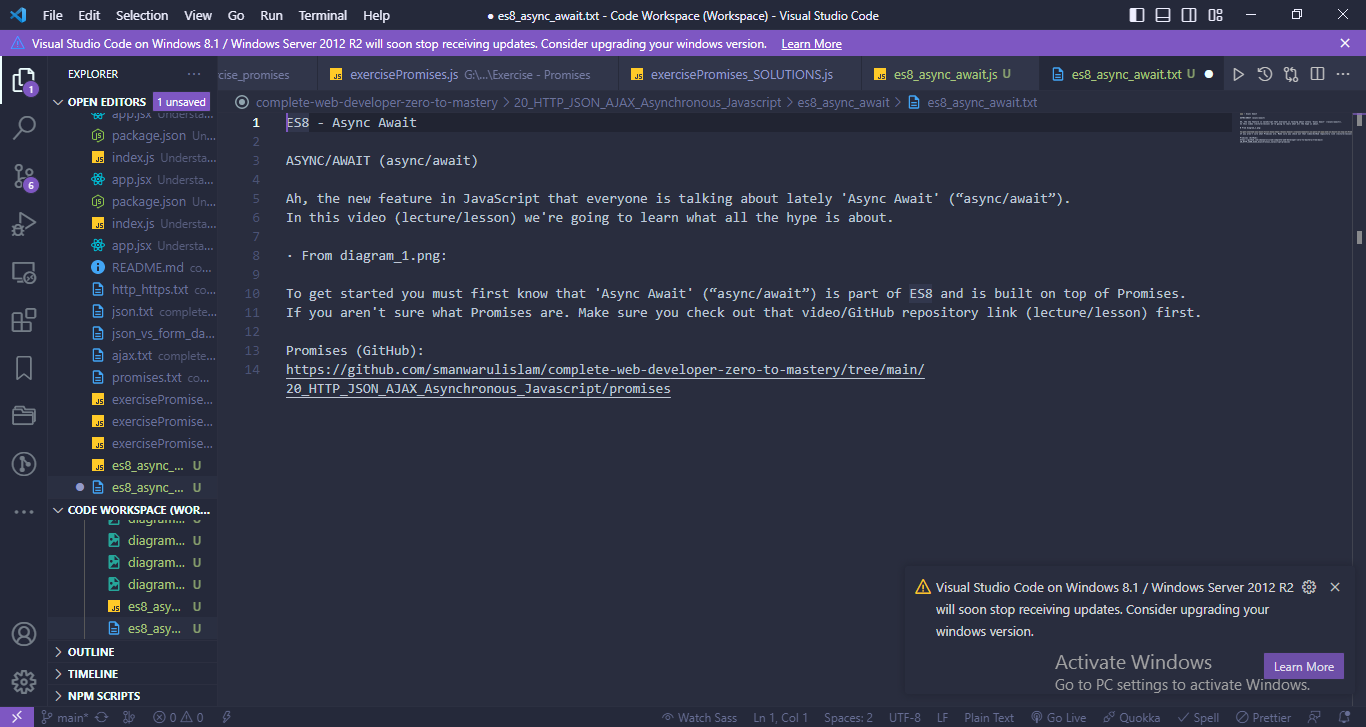 File Edit Selection View Go Run Terminal Help
● es8_async_await.txt - Code Workspace (Workspace) - Visual Studio Code
Visual Studio Code on Windows 8.1 / Windows Server 2012 R2 will soon stop receiving updates. Consider upgrading your windows version. Learn More
EXPLORER
cise_promises
exercisePromises.js G:\...\Exercise - Promises
exercisePromises_SOLUTIONS.js
es8_async_await.js U
es8_async_await.txt U
OPEN EDITORS 1 unsaved
complete-web-developer-zero-to-mastery > 20_HTTP_JSON_AJAX_Asynchronous_Javascript > es8_async_await > es8_async_await.txt
app.jsx Understa...
package.json Un...
index.js Understa...
app.jsx Understa...
package.json Un...
index.js Understa...
app.jsx Understa...
README.md co...
http_https.txt co...
json.txt complete...
json_vs_form_da...
ajax.txt complete...
promises.txt co...
exercisePromise...
exercisePromise...
exercisePromise...
es8_async_... U
es8_async_... U
CODE WORKSPACE (WOR...
diagram... U
diagram... U
diagram... U
diagram... U
es8_asy... U
es8_asy... U
OUTLINE
TIMELINE
NPM SCRIPTS
1
6
1 ES8 - Async Await
2
3 ASYNC/AWAIT (async/await)
4
5 Ah, the new feature in JavaScript that everyone is talking about lately 'Async Await' (“async/await”).
6 In this video (lecture/lesson) we're going to learn what all the hype is about.
7
8 · From diagram_1.png:
9
10 To get started you must first know that 'Async Await' (“async/await”) is part of ES8 and is built on top of Promises.
11 If you aren't sure what Promises are. Make sure you check out that video/GitHub repository link (lecture/lesson) first.
12
13 Promises (GitHub):
14 https://github.com/smanwarulislam/complete-web-developer-zero-to-mastery/tree/main/
20_HTTP_JSON_AJAX_Asynchronous_Javascript/promises
Visual Studio Code on Windows 8.1 / Windows Server 2012 R2
will soon stop receiving updates. Consider upgrading your
windows version.
Learn More
Activate Windows
Go to PC settings to activate Windows.
main* 0 0 Watch Sass Ln 1, Col 1 Spaces: 2 UTF-8 LF Plain Text Go Live Quokka Spell Prettier